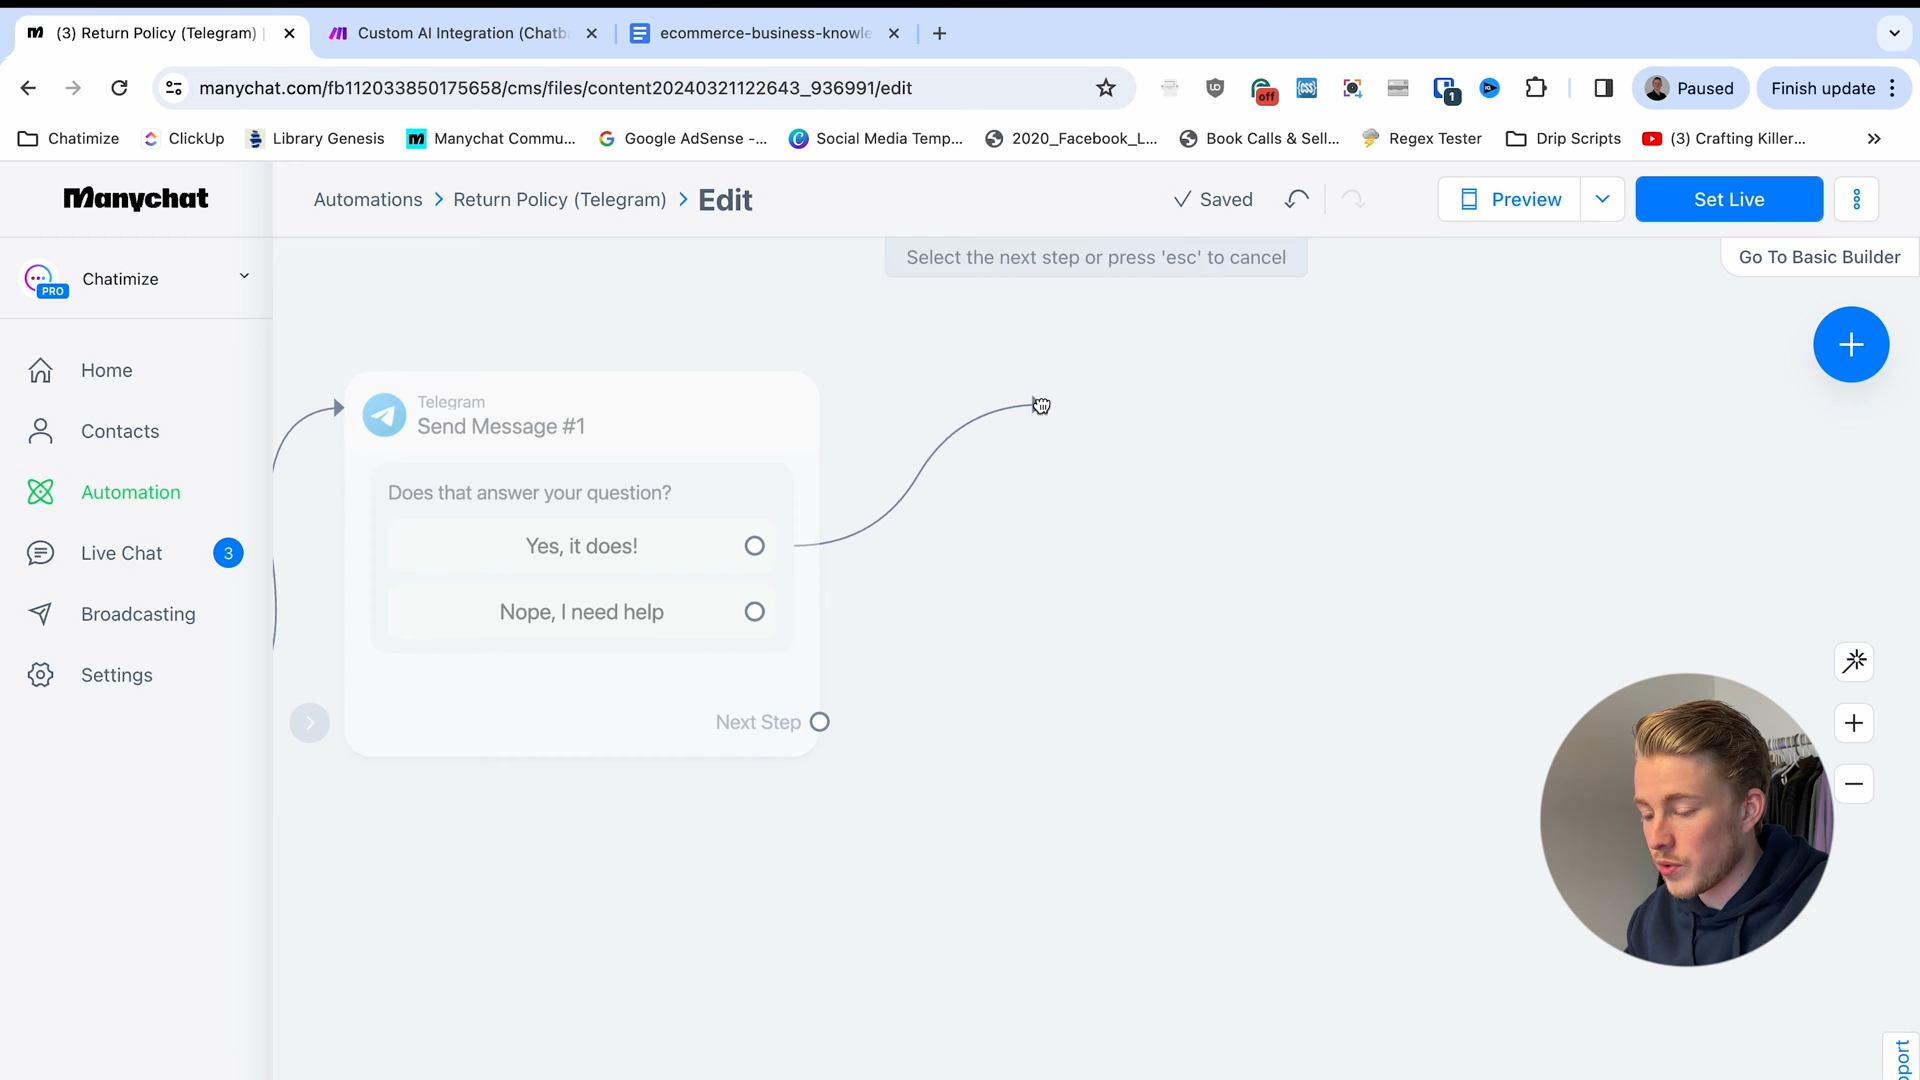 (3) Return Policy (Telegram)
Custom AI Integration (Chatb
ecommerce-business-knowle
manychat.com/fb112033850175658/cms/files/content20240321122643_936991/edit
off
CSS
1
Paused
Finish update
Chatimize
ClickUp
Library Genesis
Manychat Commu...
Google AdSense -...
Social Media Temp...
2020_Facebook_L...
Book Calls & Sell...
Regex Tester
Drip Scripts
(3) Crafting Killer...
Manychat
Automations
Return Policy (Telegram)
Edit
Saved
Preview
Set Live
Select the next step or press 'esc' to cancel
Go To Basic Builder
PRO
Chatimize
Home
Contacts
Automation
Live Chat
3
Broadcasting
Settings
Telegram
Send Message #1
Does that answer your question?
Yes, it does!
Nope, I need help
Next Step
pport